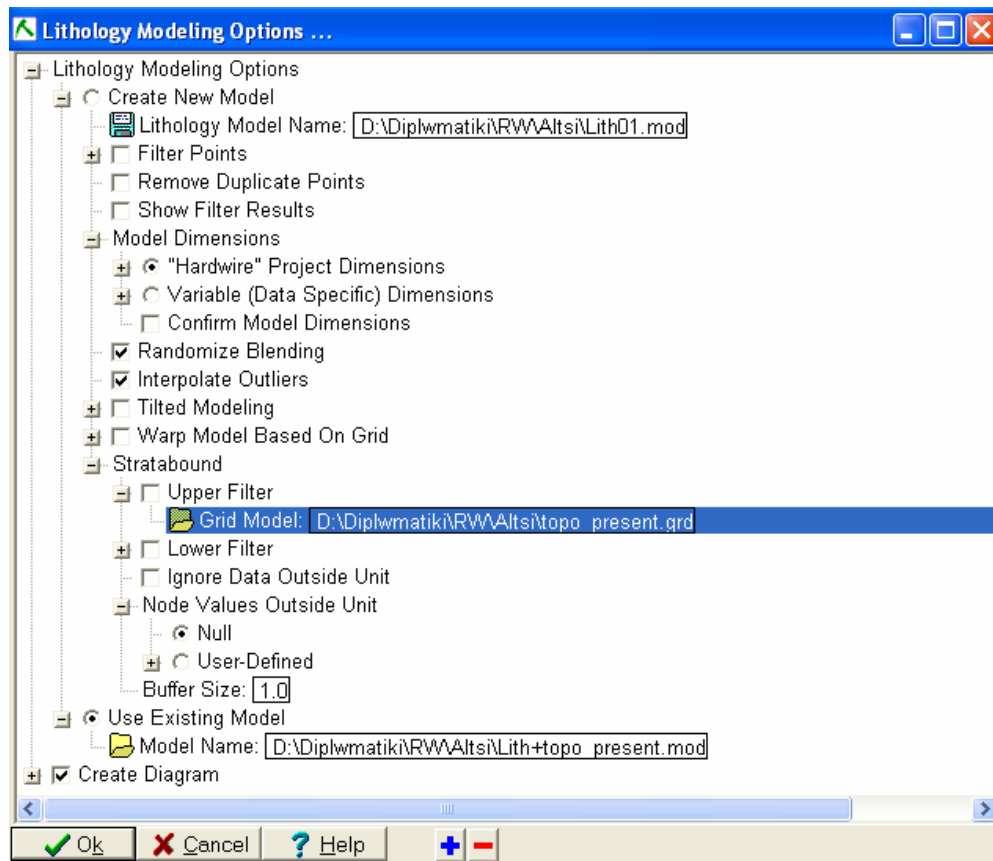 Lithology Modeling Options ...
Lithology Modeling Options
Create New Model
Lithology Model Name: D:\Diplwmatiki\RW\Altsi\Lith01.mod
Filter Points
Remove Duplicate Points
Show Filter Results
Model Dimensions
"Hardwire" Project Dimensions
Variable (Data Specific) Dimensions
Confirm Model Dimensions
Randomize Blending
Interpolate Outliers
Tilted Modeling
Warp Model Based On Grid
Stratabound
Upper Filter
Grid Model: D:\Diplwmatiki\RW\Altsi\topo_present.grd
Lower Filter
Ignore Data Outside Unit
Node Values Outside Unit
Null
User-Defined
Buffer Size: 1.0
Use Existing Model
Model Name: D:\Diplwmatiki\RW\Altsi\Lith+topo_present.mod
Create Diagram
Ok Cancel ? Help